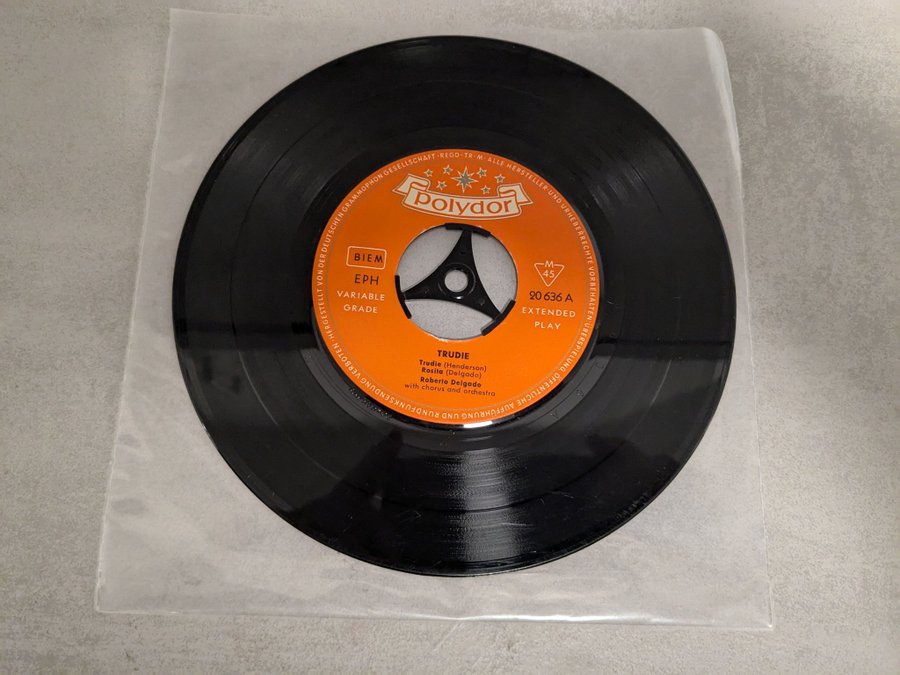 HERGESTELLT VON DER DEUTSCHEN GRAMMOPHON GESELLSCHAFT · REGD · TR · M · ALLE HERSTELLER UND URHEBERRECHTE VORBEHALTEN ÜBERSPIELUNG ÖFFENTLICHE AUFFÜHRUNG UND RUNDFUNKSENDUNG VERBOTEN
Polydor
BIEM
EPH
VARIABLE
GRADE
M
45
20 636 A
EXTENDED
PLAY
TRUDIE
Trudie (Henderson)
Rosita (Delgado)
Roberto Delgado
with chorus and orchestra